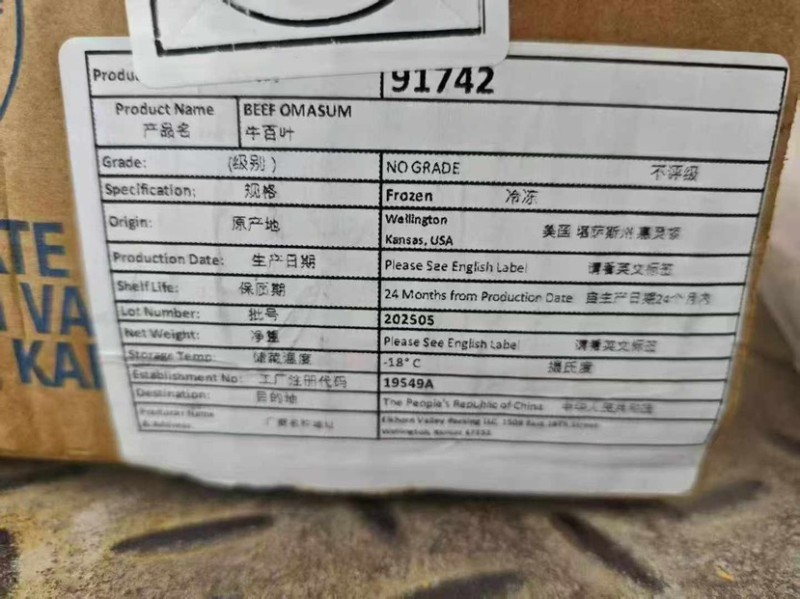 Produ
91742
Product Name BEEF OMASUM
产品名 牛百叶
Grade: (级别) NO GRADE 不评级
Specification: 规格 Frozen 冷冻
Origin: 原产地 Wellington
Kansas, USA 美国 堪萨斯州 惠灵顿
Production Date: 生产日期 Please See English Label 请看英文标签
Shelf Life: 保质期 24 Months from Production Date 自生产日期24个月内
Lot Number: 批号 202505
Net Weight: 净重 Please See English Label 请看英文标签
Storage Temp: 储藏温度 -18° C 摄氏度
Establishment No: 工厂注册代码 19549A
Destination: 目的地 The People's Republic of China 中华人民共和国
Producer Name
& Address: 厂商名称地址 Elkhorn Valley Packing LLC,
Wellington, Kansas
TE
VA
KA